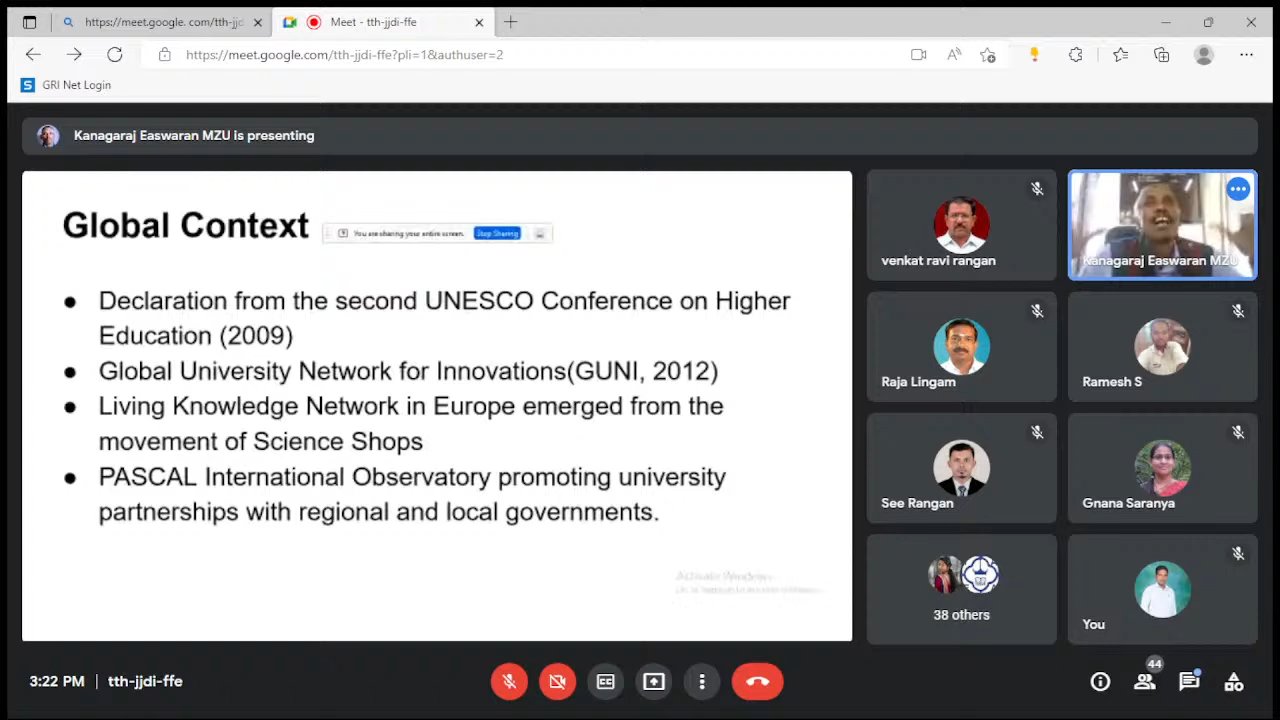 https://meet.google. com/tth-jjd
Meet - tth-jjdi-ffe
https://meet.google.com/tth-jjdi-ffe?pli=1&authuser=2
S GRI Net Login
Kanagaraj Easwaran MZU is presenting
Global Context
You are sharing your entire screen.
Stop Sharing
● Declaration from the second UNESCO Conference on Higher
Education (2009)
● Global University Network for Innovations(GUNI, 2012)
● Living Knowledge Network in Europe emerged from the
movement of Science Shops
● PASCAL International Observatory promoting university
partnerships with regional and local governments.
Activate Windows
venkat ravi rangan
Kanagaraj Easwaran MZU
Raja Lingam
Ramesh S
See Rangan
Gnana Saranya
38 others
You
3:22 PM | tth-jjdi-ffe
CC
44